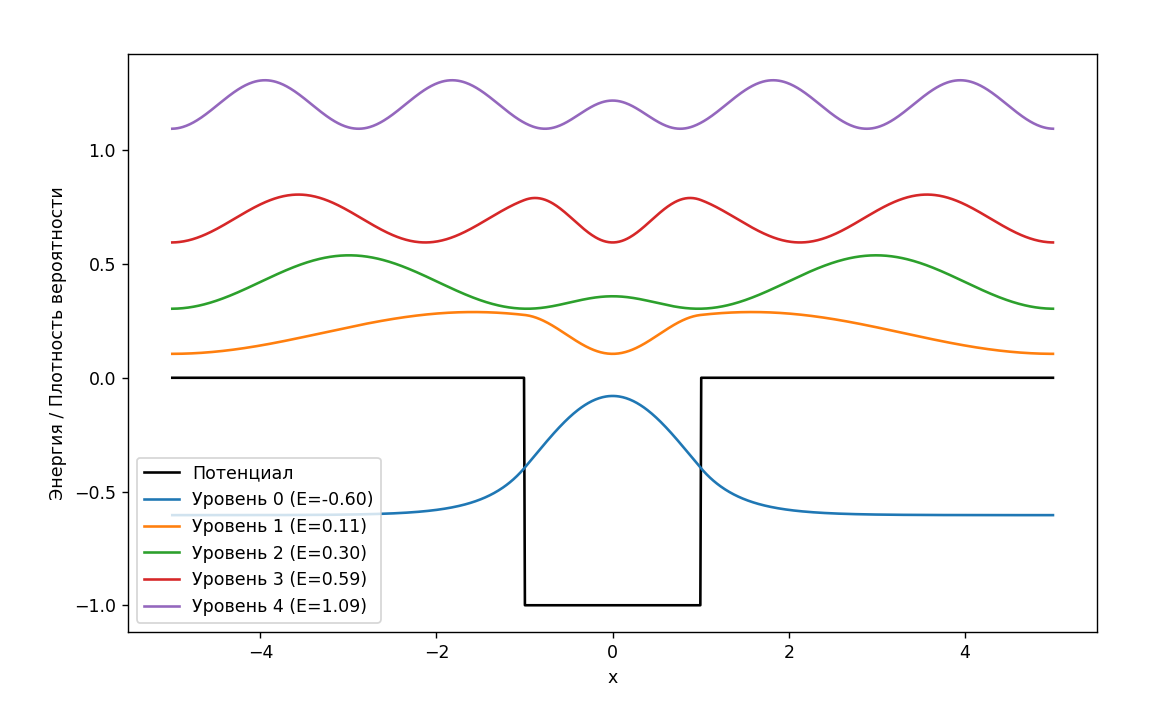 Энергия / Плотность вероятности
1.0
0.5
0.0
−0.5
−1.0
Потенциал
Уровень 0 (E=-0.60)
Уровень 1 (E=0.11)
Уровень 2 (E=0.30)
Уровень 3 (E=0.59)
Уровень 4 (E=1.09)
−4
−2
0
2
4
x